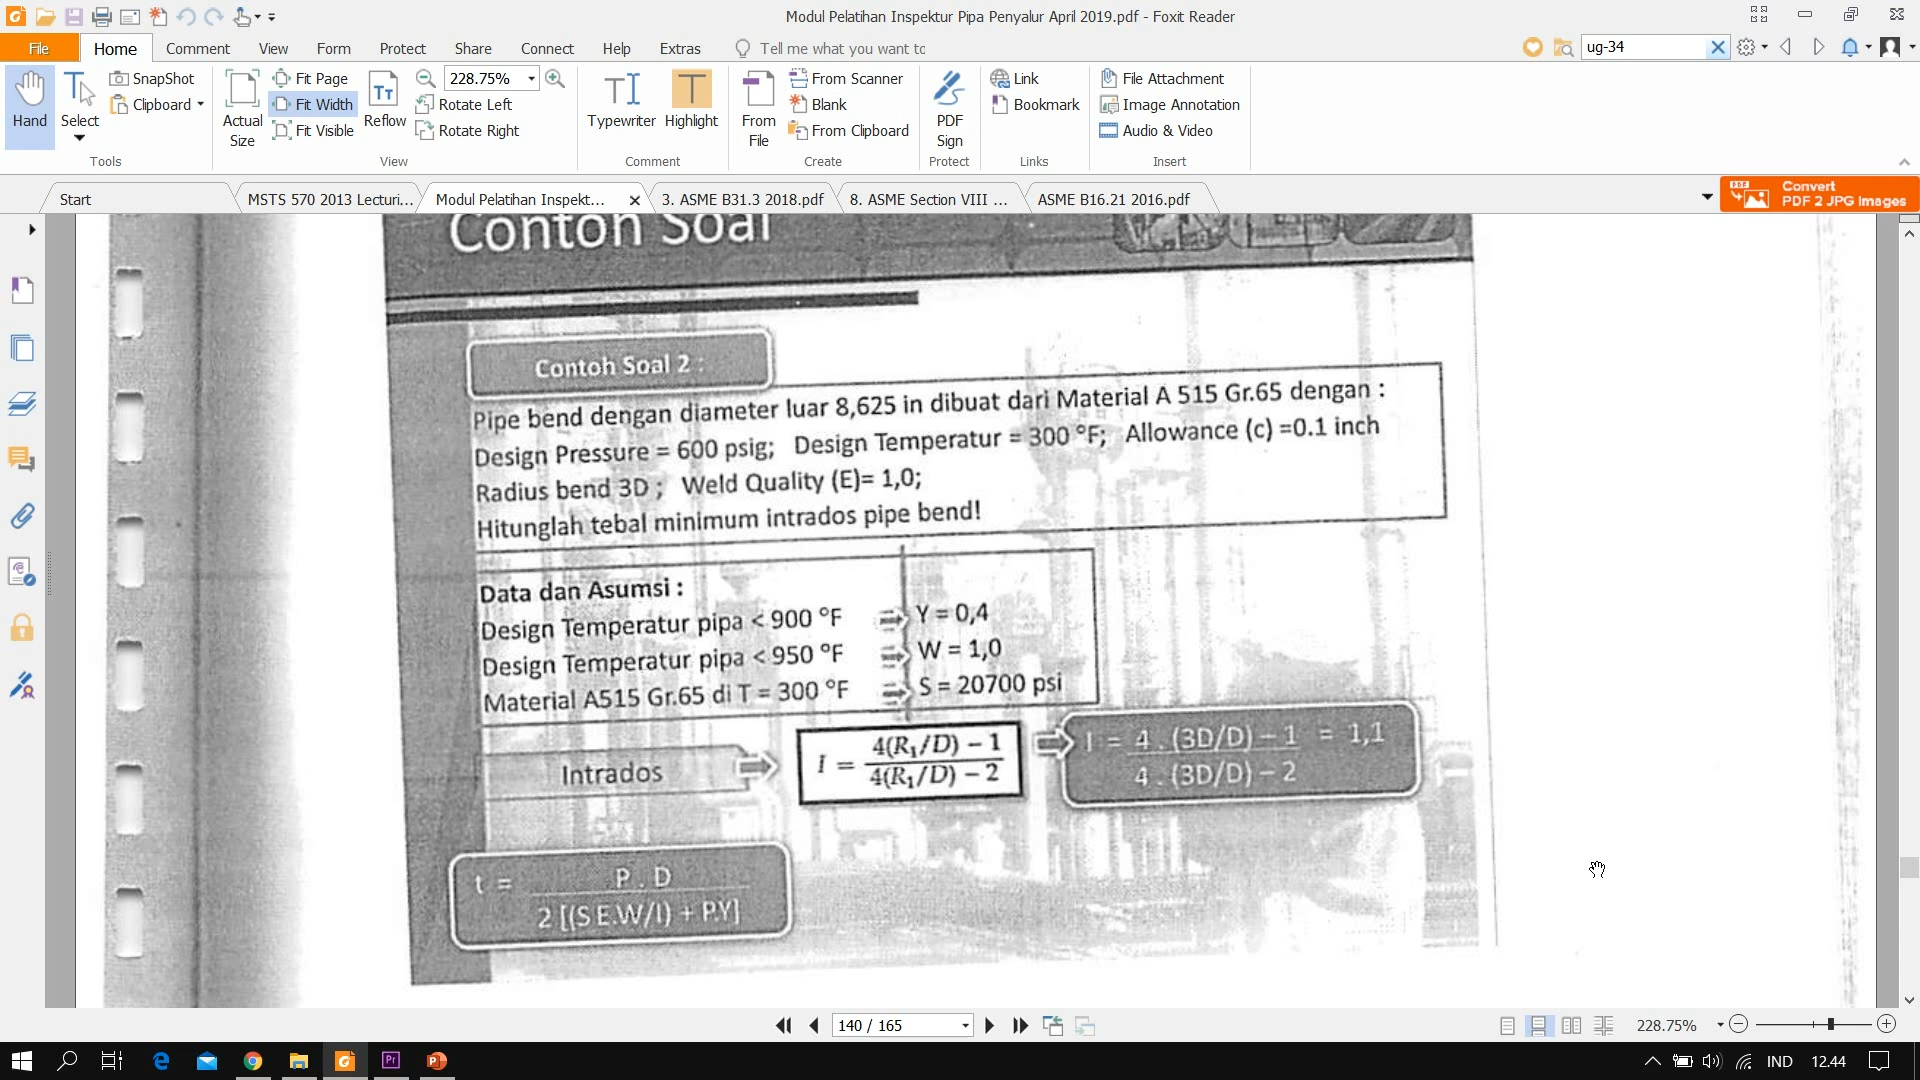 Modul Pelatihan Inspektur Pipa Penyalur April 2019.pdf - Foxit Reader
File Home Comment View Form Protect Share Connect Help Extras Tell me what you want to ug-34
Hand
Select
SnapShot
Clipboard
Tools
Actual Size
Fit Page
Fit Width
Fit Visible
Reflow
228.75%
Rotate Left
Rotate Right
View
Typewriter
Highlight
Comment
From File
From Scanner
Blank
From Clipboard
Create
PDF Sign
Protect
Link
Bookmark
Links
File Attachment
Image Annotation
Audio & Video
Insert
Start
MSTS 570 2013 Lecturi...
Modul Pelatihan Inspekt...
3. ASME B31.3 2018.pdf
8. ASME Section VIII ...
ASME B16.21 2016.pdf
Convert
PDF 2 JPG Images
Contoh Soal
Contoh Soal 2 :
Pipe bend dengan diameter luar 8,625 in dibuat dari Material A 515 Gr.65 dengan :
Design Pressure = 600 psig; Design Temperatur = 300 °F; Allowance (c) =0.1 inch
Radius bend 3D ; Weld Quality (E)= 1,0;
Hitunglah tebal minimum intrados pipe bend!
Data dan Asumsi :
Design Temperatur pipa < 900 °F ⇒ Y = 0,4
Design Temperatur pipa < 950 °F ⇒ W = 1,0
Material A515 Gr.65 di T = 300 °F ⇒ S = 20700 psi
Intrados ⇒
4(R₁/D) − 1
I =
4(R₁/D) − 2
⇒ I = 4 . (3D/D) − 1 = 1,1
4 . (3D/D) − 2
t = P . D
2 [(S E.W/I) + P.Y]
140 / 165
228.75%
IND 12.44